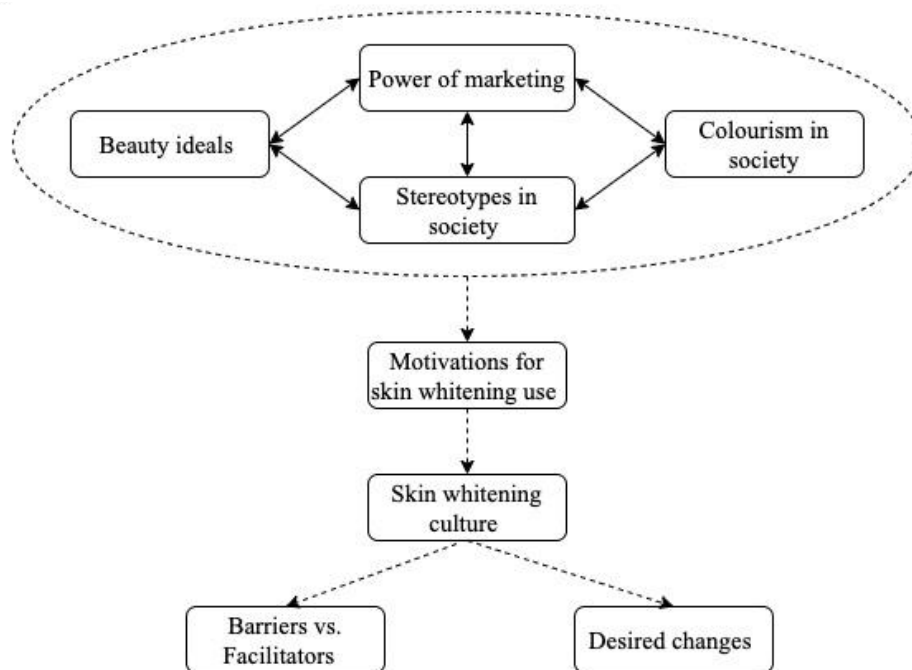 Power of marketing
Beauty ideals
Colourism in
society
Stereotypes in
society
Motivations for
skin whitening use
Skin whitening
culture
Barriers vs.
Facilitators
Desired changes